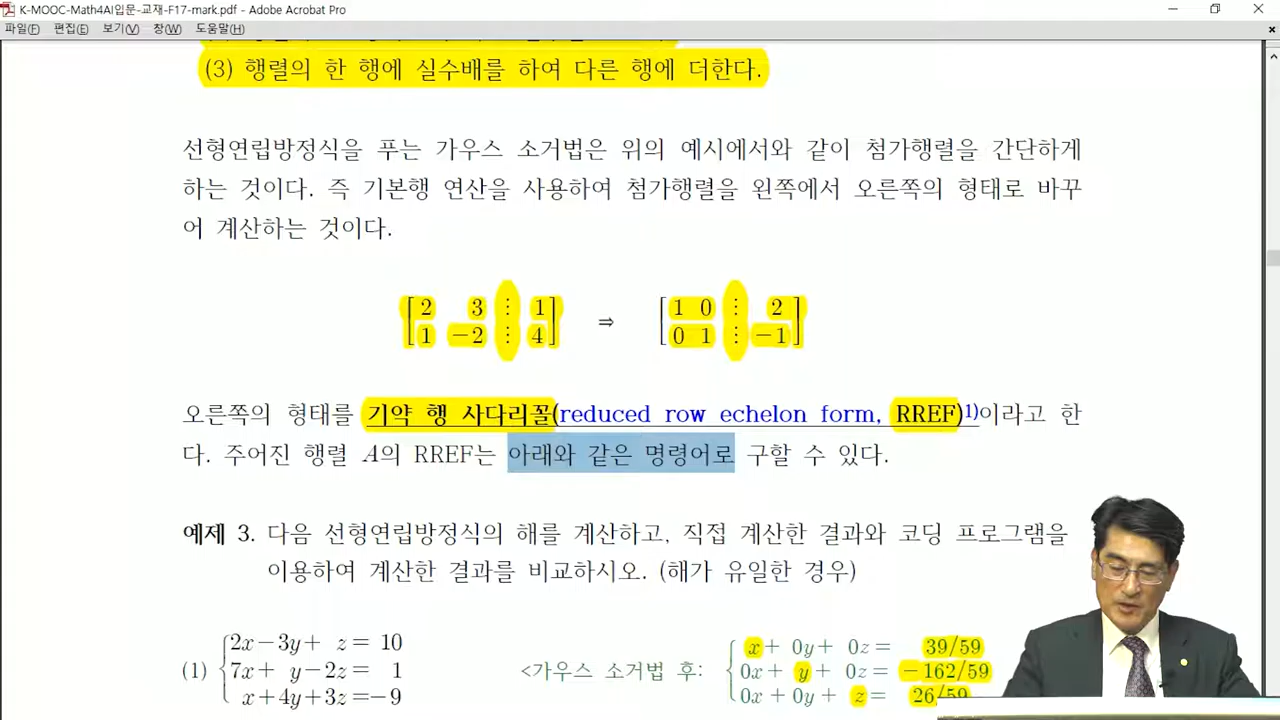 K-MOOC-Math4AI입문-교재-F17-mark.pdf - Adobe Acrobat Pro
파일(F) 편집(E) 보기(V) 창(W) 도움말(H)
(3) 행렬의 한 행에 실수배를 하여 다른 행에 더한다.
선형연립방정식을 푸는 가우스 소거법은 위의 예시에서와 같이 첨가행렬을 간단하게
하는 것이다. 즉 기본행 연산을 사용하여 첨가행렬을 왼쪽에서 오른쪽의 형태로 바꾸
어 계산하는 것이다.
[2 3 ⋮ 1] ⇒ [1 0 ⋮ 2]
[1 −2 ⋮ 4] [0 1 ⋮ −1]
오른쪽의 형태를 기약 행 사다리꼴(reduced row echelon form, RREF)1)이라고 한
다. 주어진 행렬 A의 RREF는 아래와 같은 명령어로 구할 수 있다.
예제 3. 다음 선형연립방정식의 해를 계산하고, 직접 계산한 결과와 코딩 프로그램을
이용하여 계산한 결과를 비교하시오. (해가 유일한 경우)
2x−3y+ z= 10 x+ 0y+ 0z= 39/59
(1) 7x+ y−2z= 1 <가우스 소거법 후: 0x+ y+ 0z= −162/59
x+4y+3z=−9 0x+0y+ z= 26/59